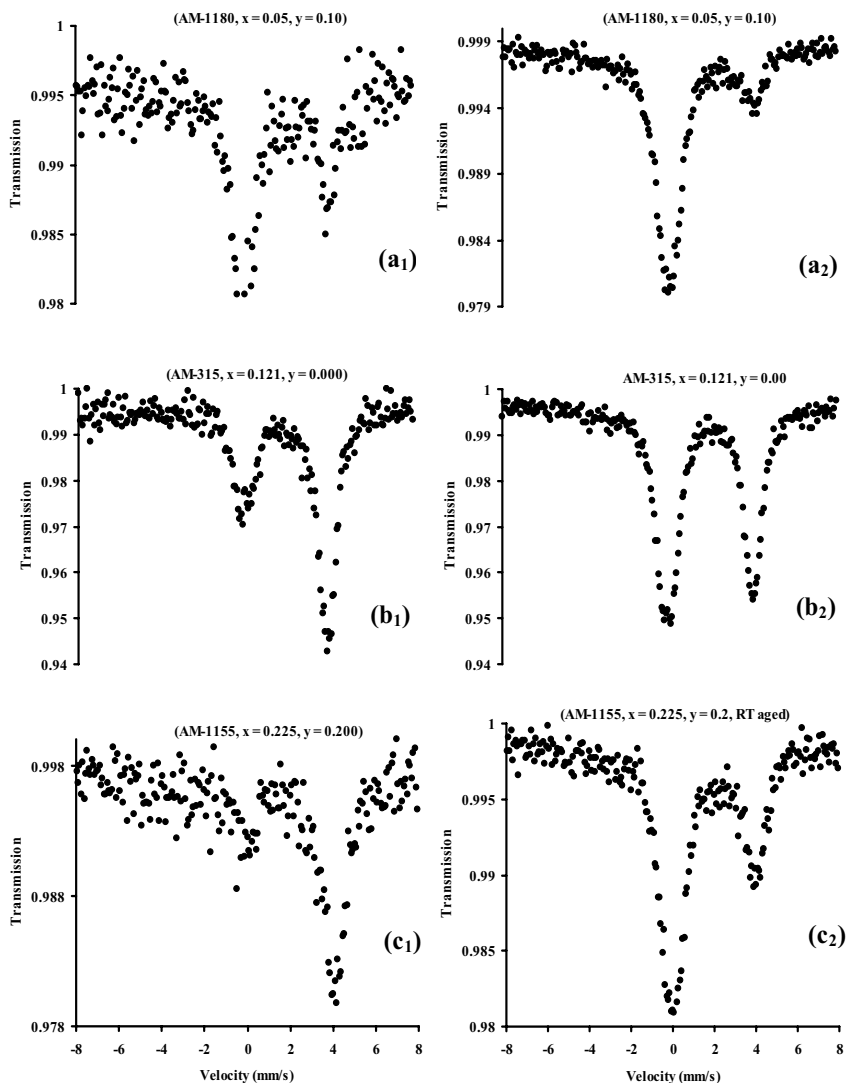 (AM-1180, x = 0.05, y = 0.10)
1
0.995
0.99
0.985
0.98
Transmission
(a1)
(AM-1180, x = 0.05, y = 0.10)
0.999
0.994
0.989
0.984
0.979
Transmission
(a2)
(AM-315, x = 0.121, y = 0.000)
1
0.99
0.98
0.97
0.96
0.95
0.94
Transmission
(b1)
AM-315, x = 0.121, y = 0.00
1
0.99
0.98
0.97
0.96
0.95
0.94
Transmission
(b2)
(AM-1155, x = 0.225, y = 0.200)
0.998
0.988
0.978
Transmission
(c1)
-8 -6 -4 -2 0 2 4 6 8
Velocity (mm/s)
(AM-1155, x = 0.225, y = 0.2, RT aged)
1
0.995
0.99
0.985
0.98
Transmission
(c2)
-8 -6 -4 -2 0 2 4 6 8
Velocity (mm/s)